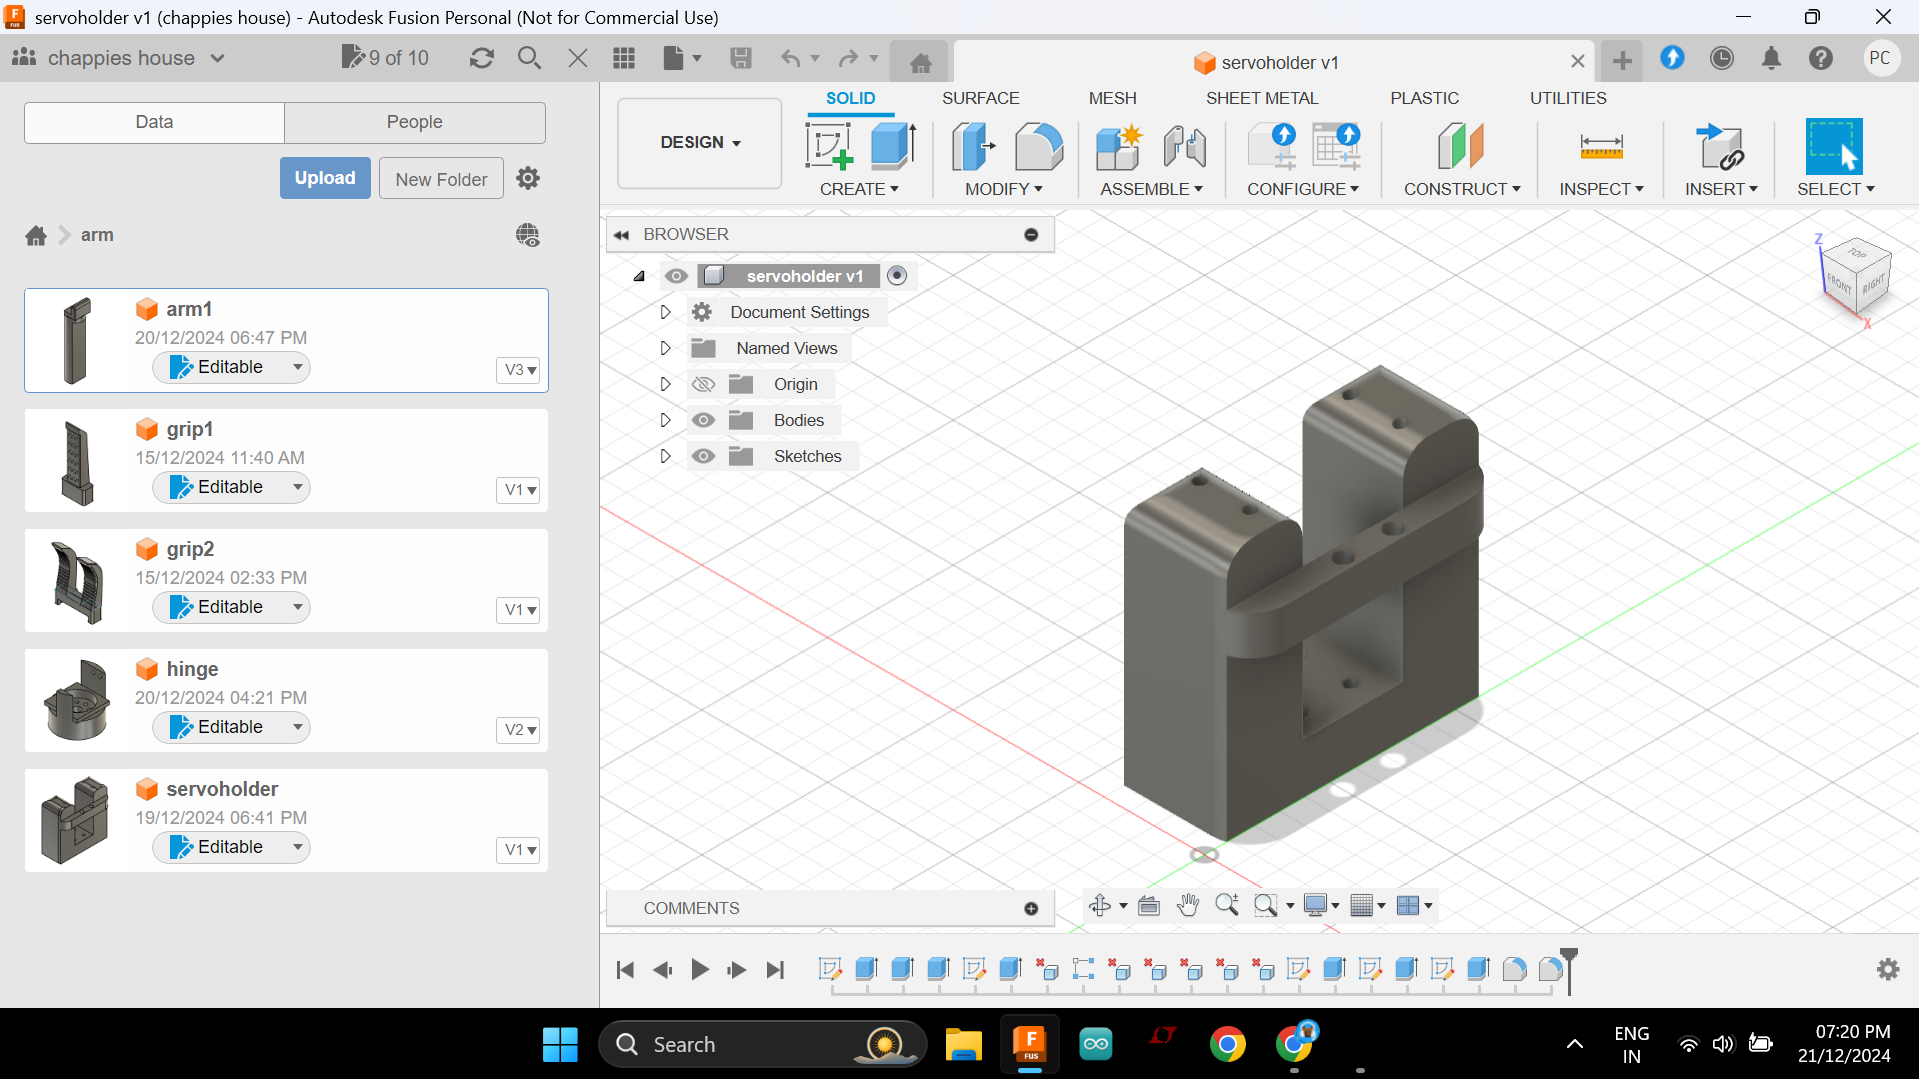 servoholder v1 (chappies house) - Autodesk Fusion Personal (Not for Commercial Use)
chappies house
9 of 10
servoholder v1
PC
Data
People
Upload
New Folder
arm
arm1
20/12/2024 06:47 PM
Editable
V3
grip1
15/12/2024 11:40 AM
Editable
V1
grip2
15/12/2024 02:33 PM
Editable
V1
hinge
20/12/2024 04:21 PM
Editable
V2
servoholder
19/12/2024 06:41 PM
Editable
V1
DESIGN
SOLID
SURFACE
MESH
SHEET METAL
PLASTIC
UTILITIES
CREATE
MODIFY
ASSEMBLE
CONFIGURE
CONSTRUCT
INSPECT
INSERT
SELECT
BROWSER
servoholder v1
Document Settings
Named Views
Origin
Bodies
Sketches
Z
TOP
FRONT
RIGHT
X
COMMENTS
Search
F
FUS
ENG
IN
07:20 PM
21/12/2024